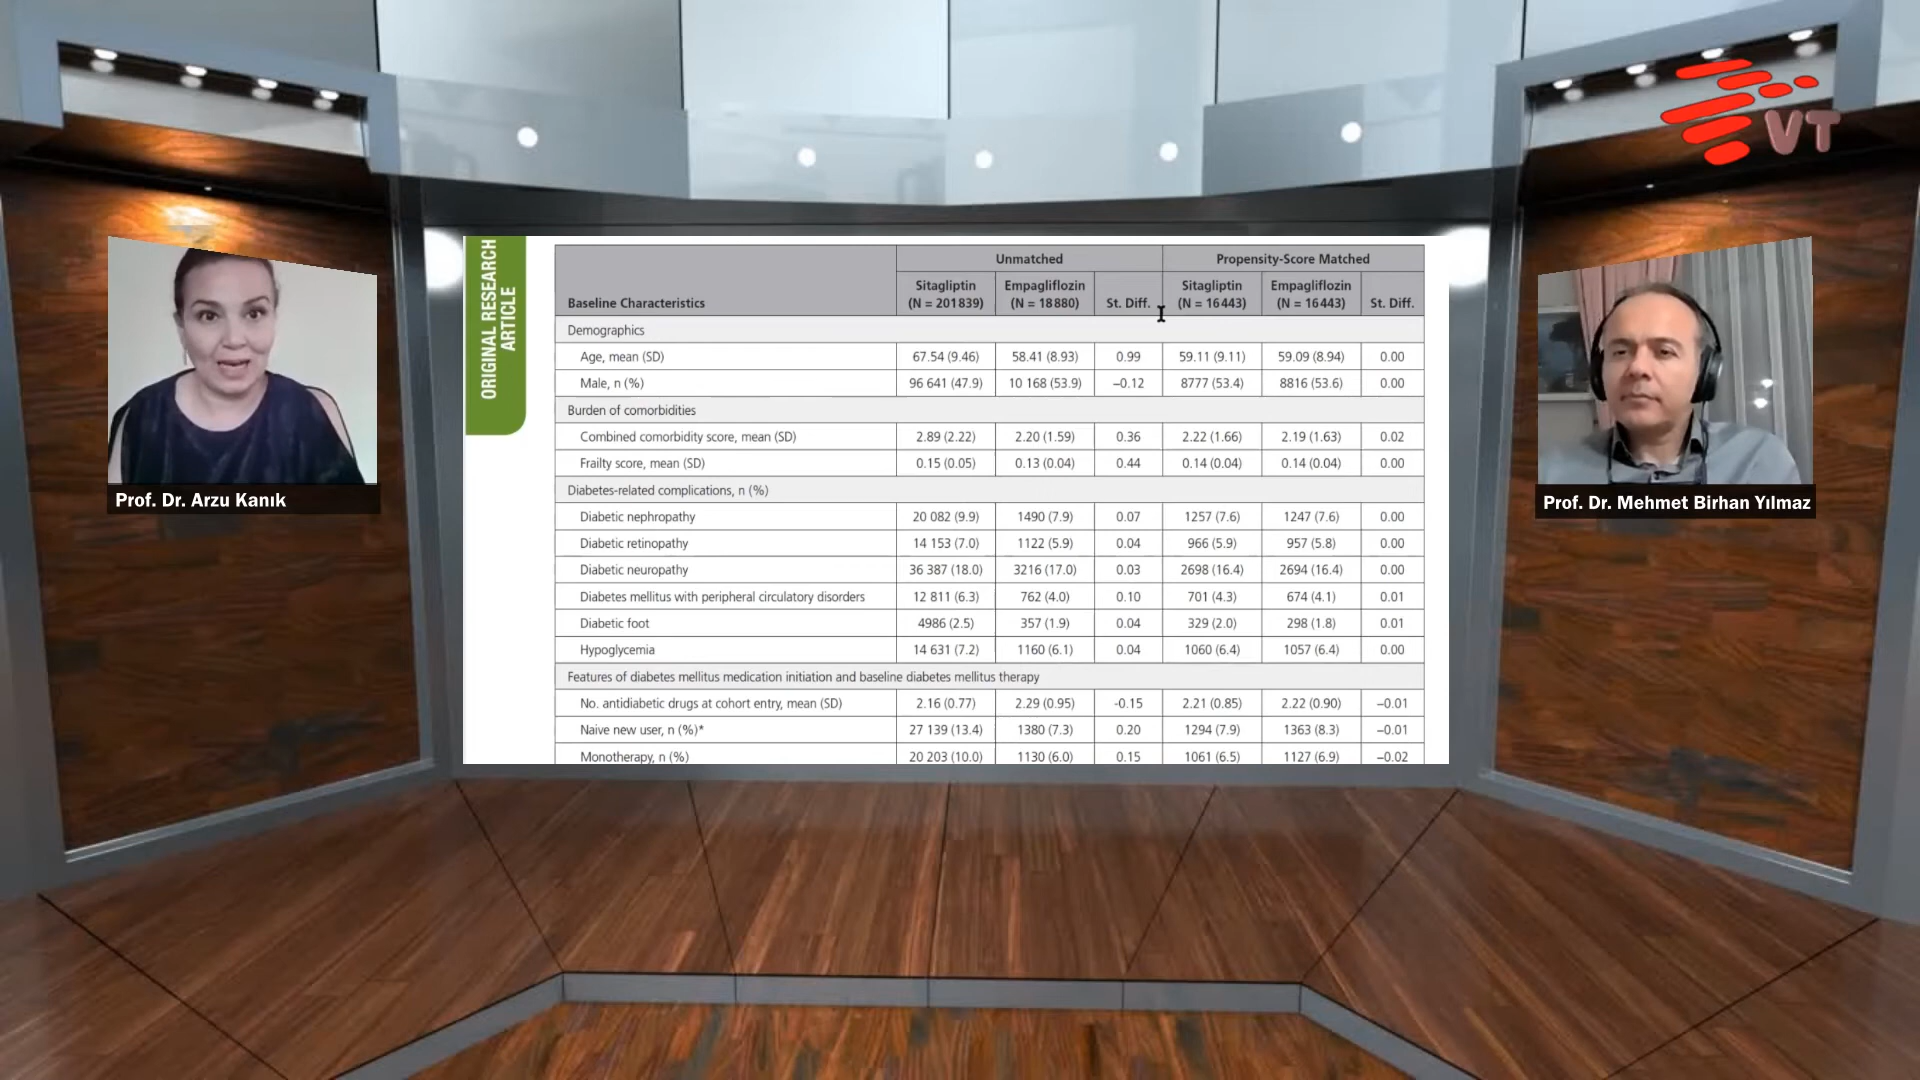 VT
ORIGINAL RESEARCH
ARTICLE
Unmatched Propensity-Score Matched
Baseline Characteristics Sitagliptin (N = 201839) Empagliflozin (N = 18880) St. Diff. Sitagliptin (N = 16443) Empagliflozin (N = 16443) St. Diff.
Demographics
Age, mean (SD) 67.54 (9.46) 58.41 (8.93) 0.99 59.11 (9.11) 59.09 (8.94) 0.00
Male, n (%) 96 641 (47.9) 10 168 (53.9) –0.12 8777 (53.4) 8816 (53.6) 0.00
Burden of comorbidities
Combined comorbidity score, mean (SD) 2.89 (2.22) 2.20 (1.59) 0.36 2.22 (1.66) 2.19 (1.63) 0.02
Frailty score, mean (SD) 0.15 (0.05) 0.13 (0.04) 0.44 0.14 (0.04) 0.14 (0.04) 0.00
Diabetes-related complications, n (%)
Diabetic nephropathy 20 082 (9.9) 1490 (7.9) 0.07 1257 (7.6) 1247 (7.6) 0.00
Diabetic retinopathy 14 153 (7.0) 1122 (5.9) 0.04 966 (5.9) 957 (5.8) 0.00
Diabetic neuropathy 36 387 (18.0) 3216 (17.0) 0.03 2698 (16.4) 2694 (16.4) 0.00
Diabetes mellitus with peripheral circulatory disorders 12 811 (6.3) 762 (4.0) 0.10 701 (4.3) 674 (4.1) 0.01
Diabetic foot 4986 (2.5) 357 (1.9) 0.04 329 (2.0) 298 (1.8) 0.01
Hypoglycemia 14 631 (7.2) 1160 (6.1) 0.04 1060 (6.4) 1057 (6.4) 0.00
Features of diabetes mellitus medication initiation and baseline diabetes mellitus therapy
No. antidiabetic drugs at cohort entry, mean (SD) 2.16 (0.77) 2.29 (0.95) -0.15 2.21 (0.85) 2.22 (0.90) –0.01
Naive new user, n (%)* 27 139 (13.4) 1380 (7.3) 0.20 1294 (7.9) 1363 (8.3) –0.01
Monotherapy, n (%) 20 203 (10.0) 1130 (6.0) 0.15 1061 (6.5) 1127 (6.9) –0.02
Prof. Dr. Arzu Kanık
Prof. Dr. Mehmet Birhan Yılmaz